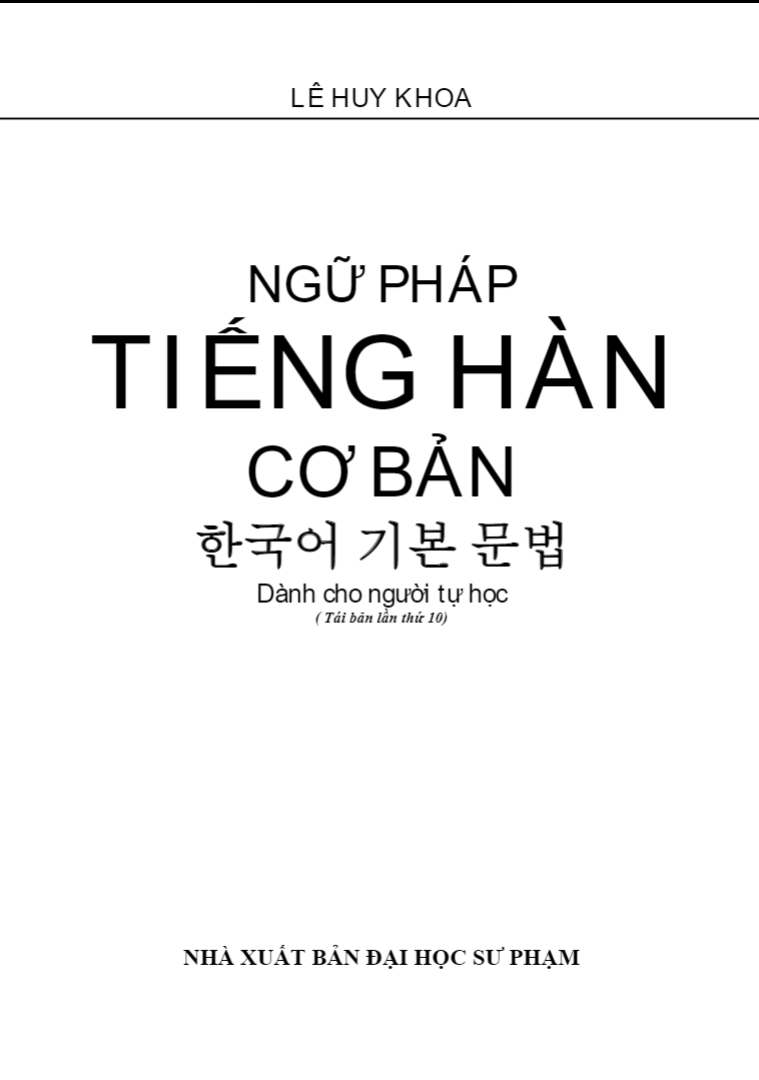 LÊ HUY KHOA
NGỮ PHÁP
TIẾNG HÀN
CƠ BẢN
한국어 기본 문법
Dành cho người tự học
( Tái bản lần thứ 10)
NHÀ XUẤT BẢN ĐẠI HỌC SƯ PHẠM